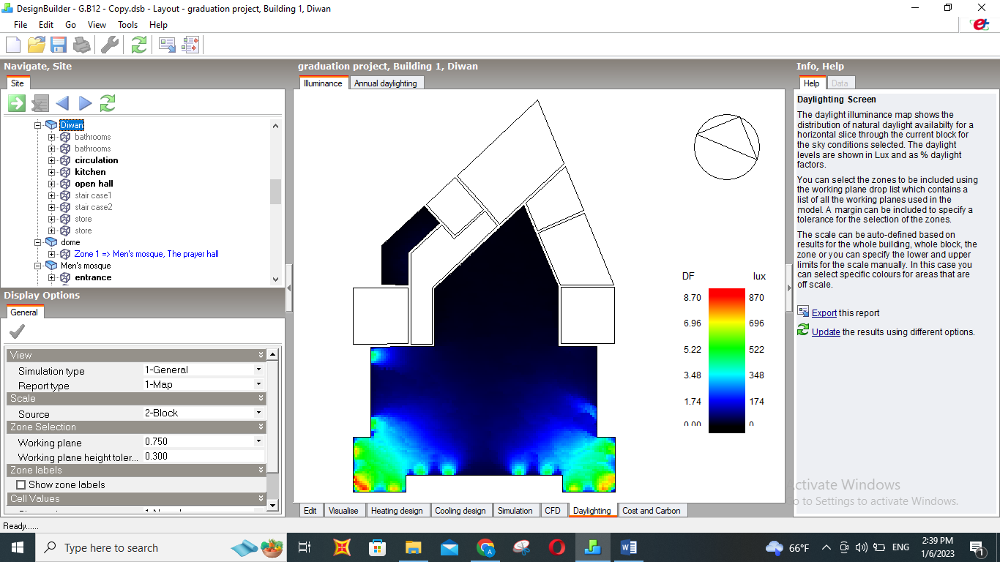 DesignBuilder - G.B12 - Copy.dsb - Layout - graduation project, Building 1, Diwan
File Edit Go View Tools Help
Navigate, Site
Site
Diwan
bathrooms
bathrooms
circulation
kitchen
open hall
stair case1
stair case2
store
store
dome
Zone 1 => Men's mosque, The prayer hall
Men's mosque
entrance
Display Options
General
View
Simulation type 1-General
Report type 1-Map
Scale
Source 2-Block
Zone Selection
Working plane 0.750
Working plane height toler... 0.300
Zone labels
Show zone labels
Cell Values
graduation project, Building 1, Diwan
Illuminance Annual daylighting
DF lux
8.70 870
6.96 696
5.22 522
3.48 348
1.74 174
0.00 0
Edit Visualise Heating design Cooling design Simulation CFD Daylighting Cost and Carbon
Info, Help
Help Data
Daylighting Screen
The daylight illuminance map shows the
distribution of natural daylight availabilty for a
horizontal slice through the current block for
the sky conditions selected. The daylight
levels are shown in Lux and as % daylight
factors.
You can select the zones to be included using
the working plane drop list which contains a
list of all the working planes used in the
model. A margin can be included to specify a
tolerance for the selection of the zones.
The scale can be auto-defined based on
results for the whole building, whole block, the
zone or you can specify the lower and upper
limits for the scale manually. In this case you
can select specific colours for areas that are
off scale.
Export this report
Update the results using different options.
Activate Windows
o to Settings to activate Windows.
Ready......
Type here to search
66°F
ENG
2:39 PM
1/6/2023
1